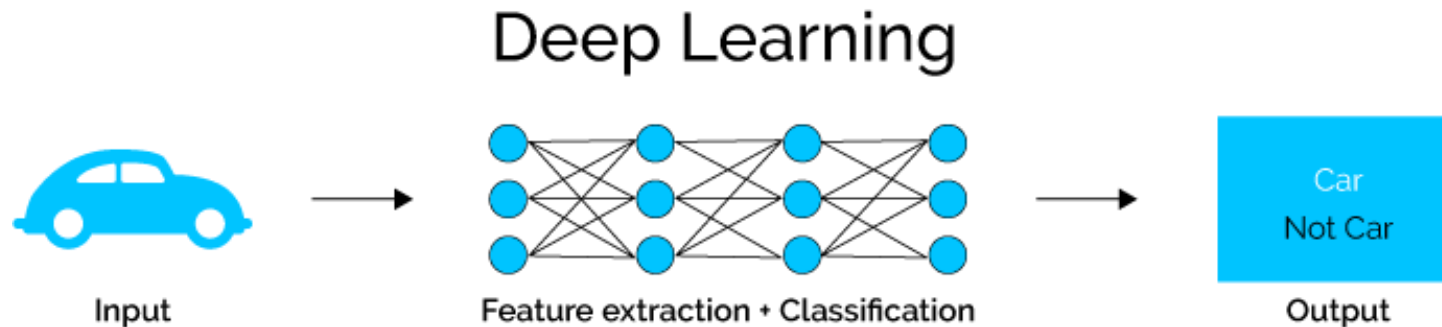 Deep Learning
Car
Not Car
Input
Feature extraction + Classification
Output